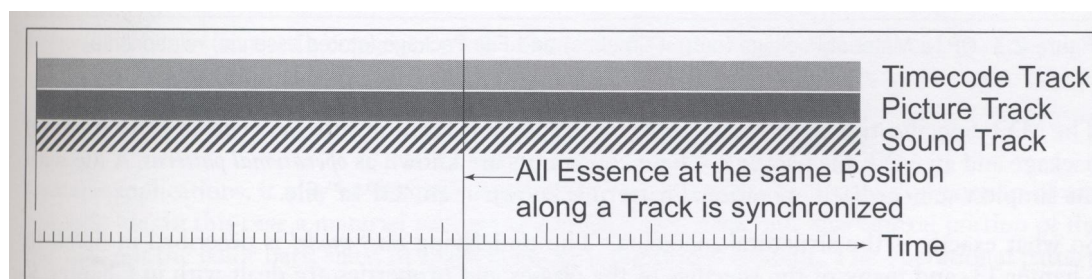 Timecode Track
Picture Track
Sound Track
All Essence at the same Position
along a Track is synchronized
Time